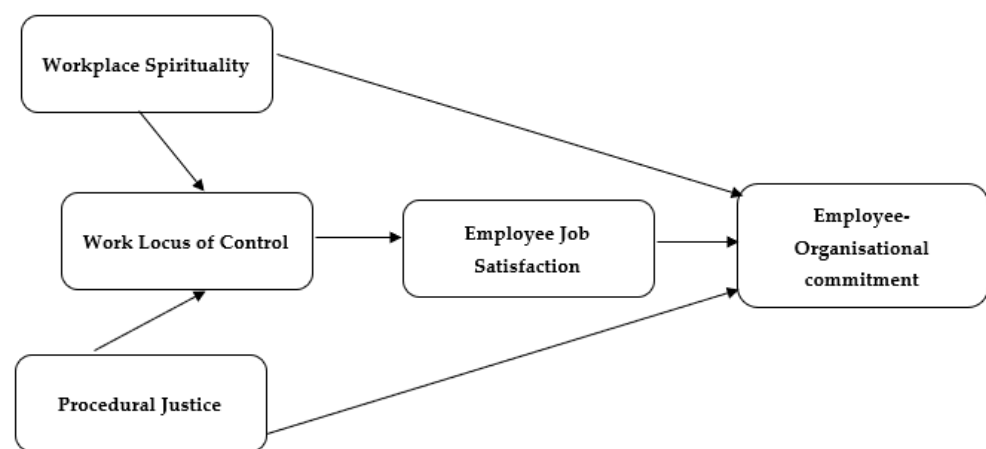 Workplace Spirituality
Work Locus of Control
Employee Job
Satisfaction
Employee-
Organisational
commitment
Procedural Justice